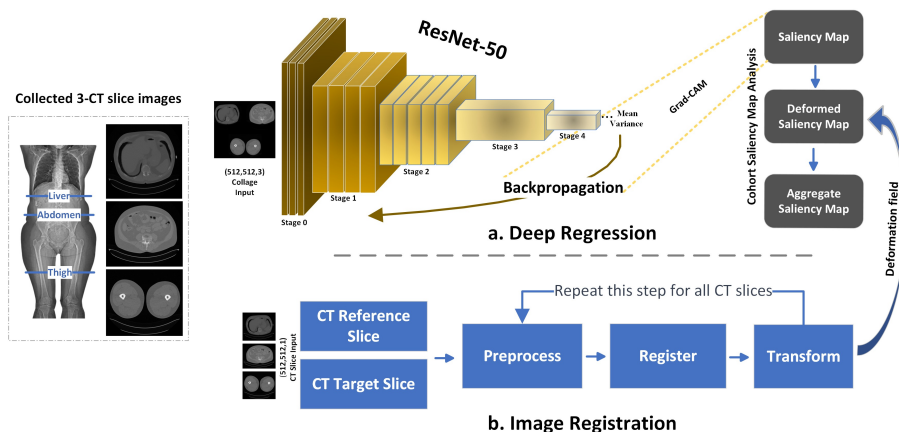 Collected 3-CT slice images
Liver
Abdomen
Thigh
ResNet-50
(512,512,3)
Collage
Input
Stage 0
Stage 1
Stage 2
Stage 3
Stage 4
... Mean
Variance
Backpropagation
Grad-CAM
a. Deep Regression
Cohort Saliency Map Analysis
Saliency Map
Deformed
Saliency Map
Aggregate
Saliency Map
Deformation field
(512,512,1)
CT Slice Input
CT Reference
Slice
CT Target Slice
Repeat this step for all CT slices
Preprocess
Register
Transform
b. Image Registration